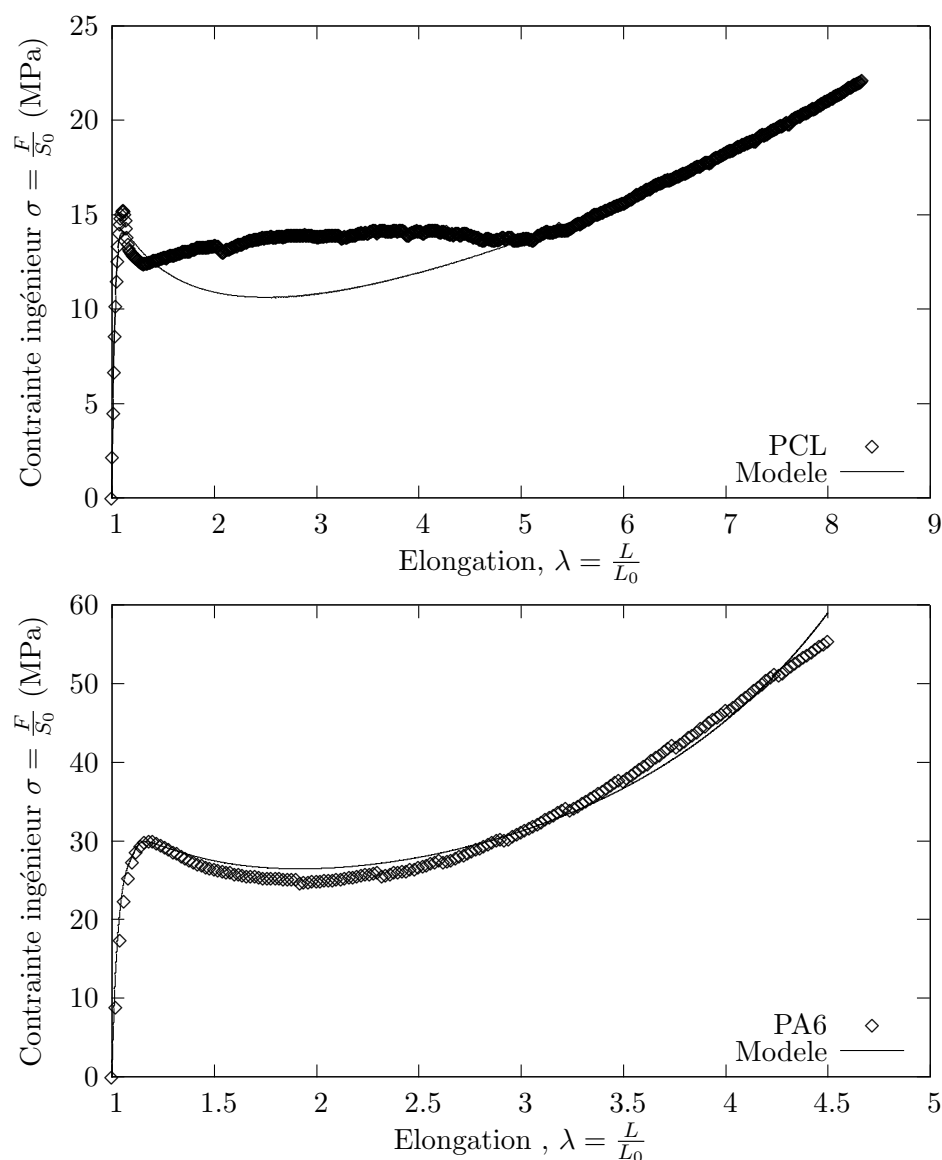 25
20
15
10
5
0
1 2 3 4 5 6 7 8 9
Contrainte ingénieur σ = F/S₀ (MPa)
PCL
Modele
Elongation, λ = L/L₀
60
50
40
30
20
10
0
1 1.5 2 2.5 3 3.5 4 4.5 5
Contrainte ingénieur σ = F/S₀ (MPa)
PA6
Modele
Elongation , λ = L/L₀